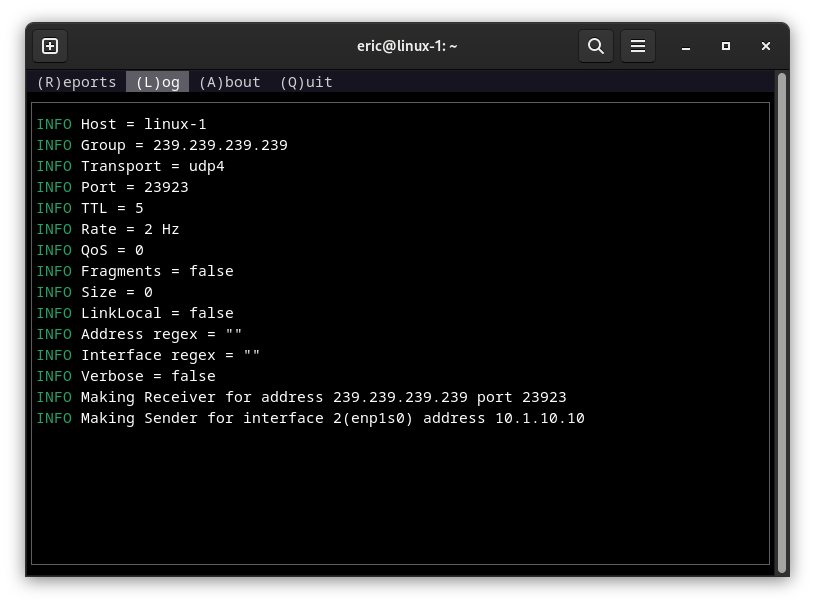 eric@linux-1: ~
(R)eports (L)og (A)bout (Q)uit
INFO Host = linux-1
INFO Group = 239.239.239.239
INFO Transport = udp4
INFO Port = 23923
INFO TTL = 5
INFO Rate = 2 Hz
INFO QoS = 0
INFO Fragments = false
INFO Size = 0
INFO LinkLocal = false
INFO Address regex = ""
INFO Interface regex = ""
INFO Verbose = false
INFO Making Receiver for address 239.239.239.239 port 23923
INFO Making Sender for interface 2(enp1s0) address 10.1.10.10